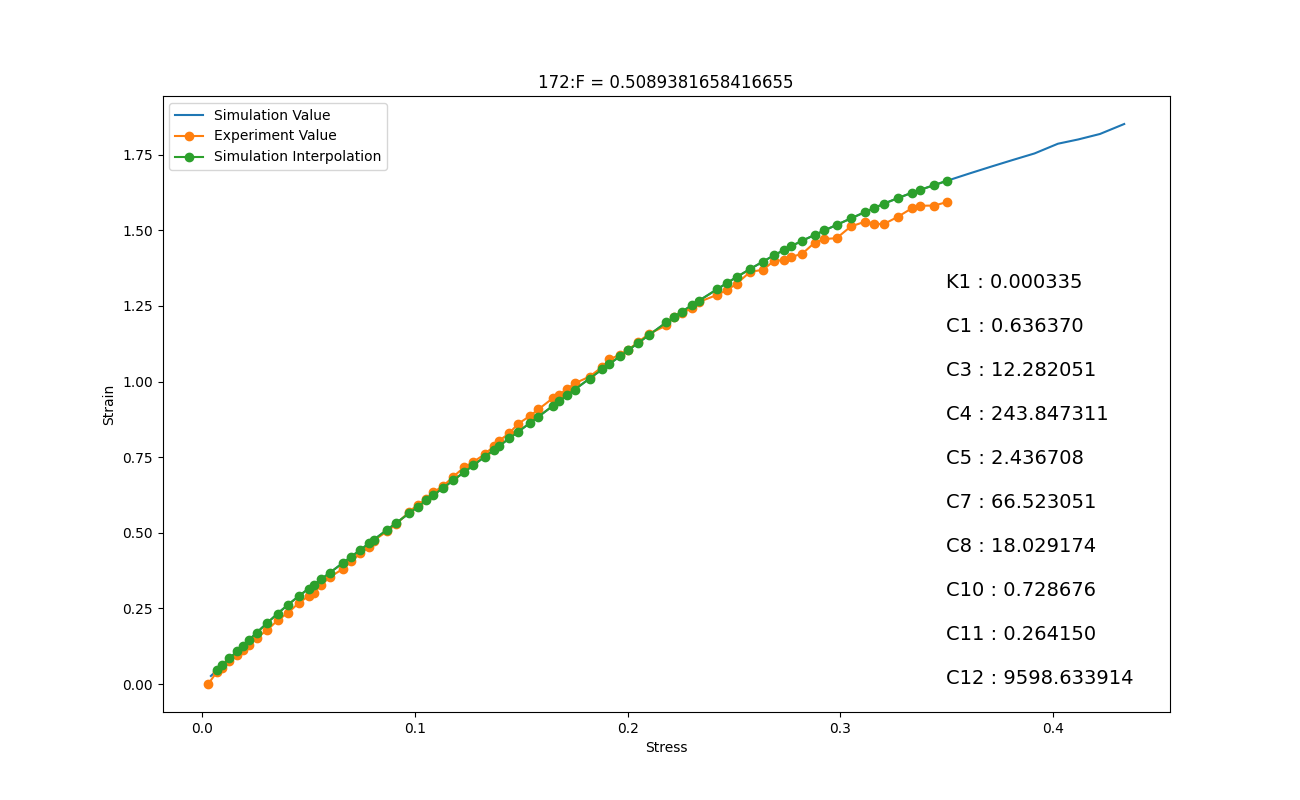 172:F = 0.5089381658416655
Simulation Value
Experiment Value
Simulation Interpolation
1.75
1.50
1.25
1.00
0.75
0.50
0.25
0.00
Strain
K1 : 0.000335
C1 : 0.636370
C3 : 12.282051
C4 : 243.847311
C5 : 2.436708
C7 : 66.523051
C8 : 18.029174
C10 : 0.728676
C11 : 0.264150
C12 : 9598.633914
0.0 0.1 0.2 0.3 0.4
Stress